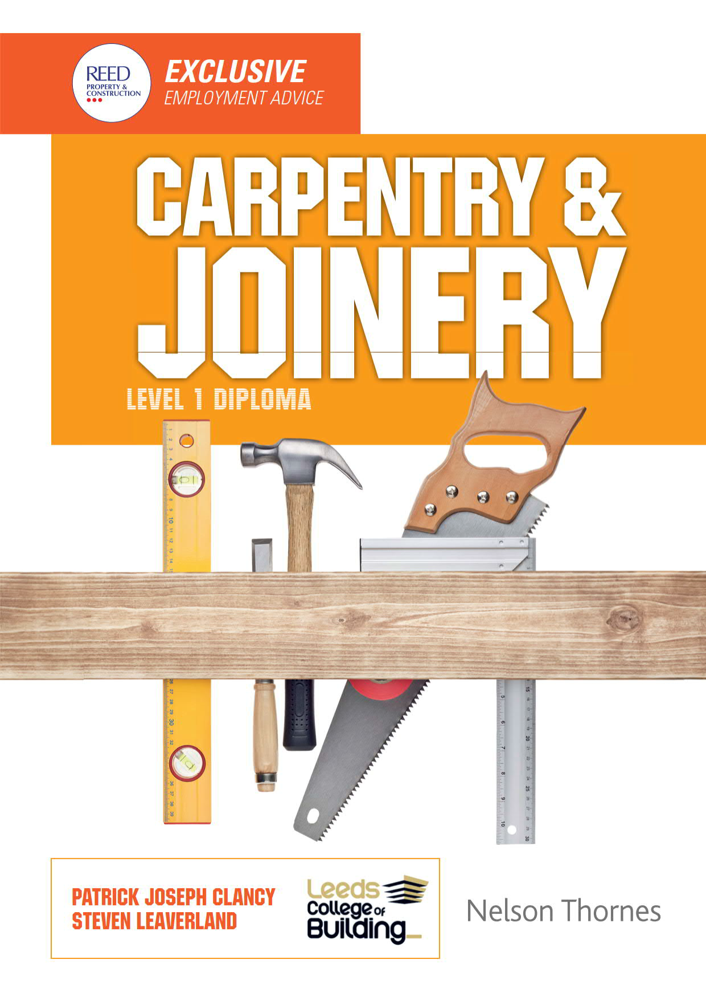 REED
PROPERTY &
CONSTRUCTION
EXCLUSIVE
EMPLOYMENT ADVICE
CARPENTRY &
JOINERY
LEVEL 1 DIPLOMA
PATRICK JOSEPH CLANCY
STEVEN LEAVERLAND
Leeds
College of
Building
Nelson Thornes